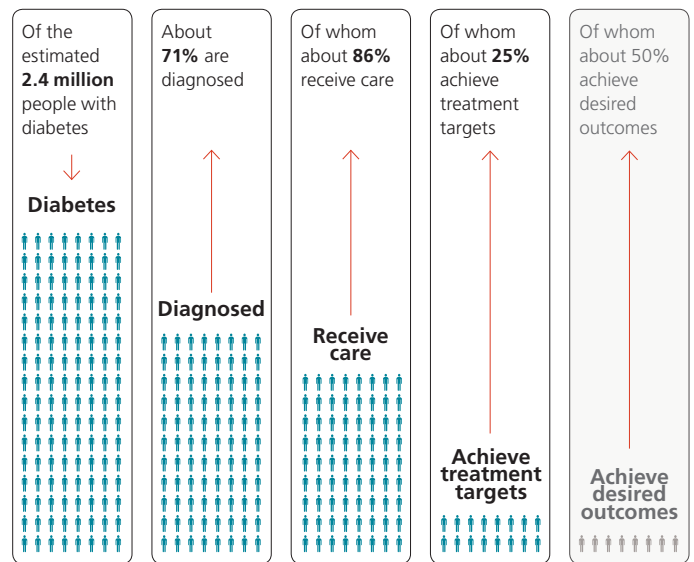 Of the
estimated
2.4 million
people with
diabetes
Diabetes
About
71% are
diagnosed
Diagnosed
Of whom
about 86%
receive care
Receive
care
Of whom
about 25%
achieve
treatment
targets
Achieve
treatment
targets
Of whom
about 50%
achieve
desired
outcomes
Achieve
desired
outcomes